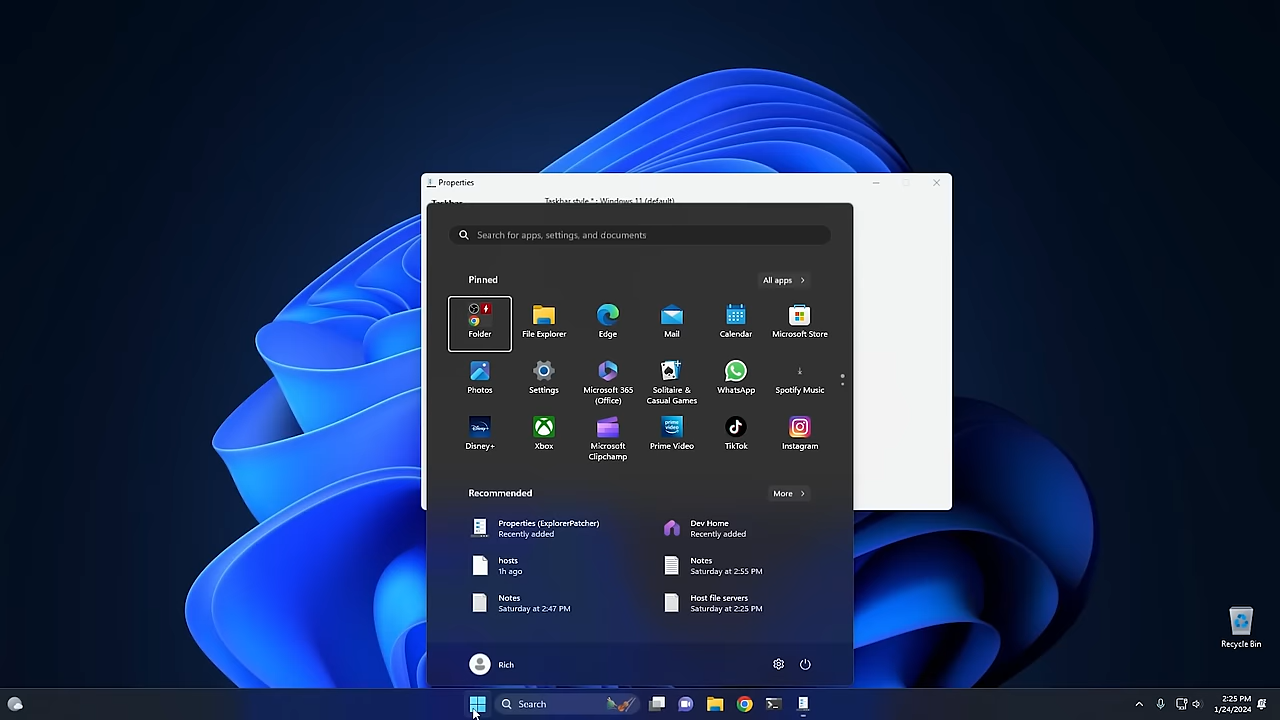 Properties
Taskbar style * : Windows 11 (default)
Search for apps, settings, and documents
Pinned
All apps
Folder
File Explorer
Edge
Mail
Calendar
Microsoft Store
Photos
Settings
Microsoft 365
(Office)
Solitaire &
Casual Games
WhatsApp
Spotify Music
Disney+
Xbox
Microsoft
Clipchamp
prime video
Prime Video
TikTok
Instagram
Recommended
More
Properties (ExplorerPatcher)
Recently added
Dev Home
Recently added
hosts
1h ago
Notes
Saturday at 2:55 PM
Notes
Saturday at 2:47 PM
Host file servers
Saturday at 2:25 PM
Rich
Recycle Bin
Search
2:25 PM
1/24/2024